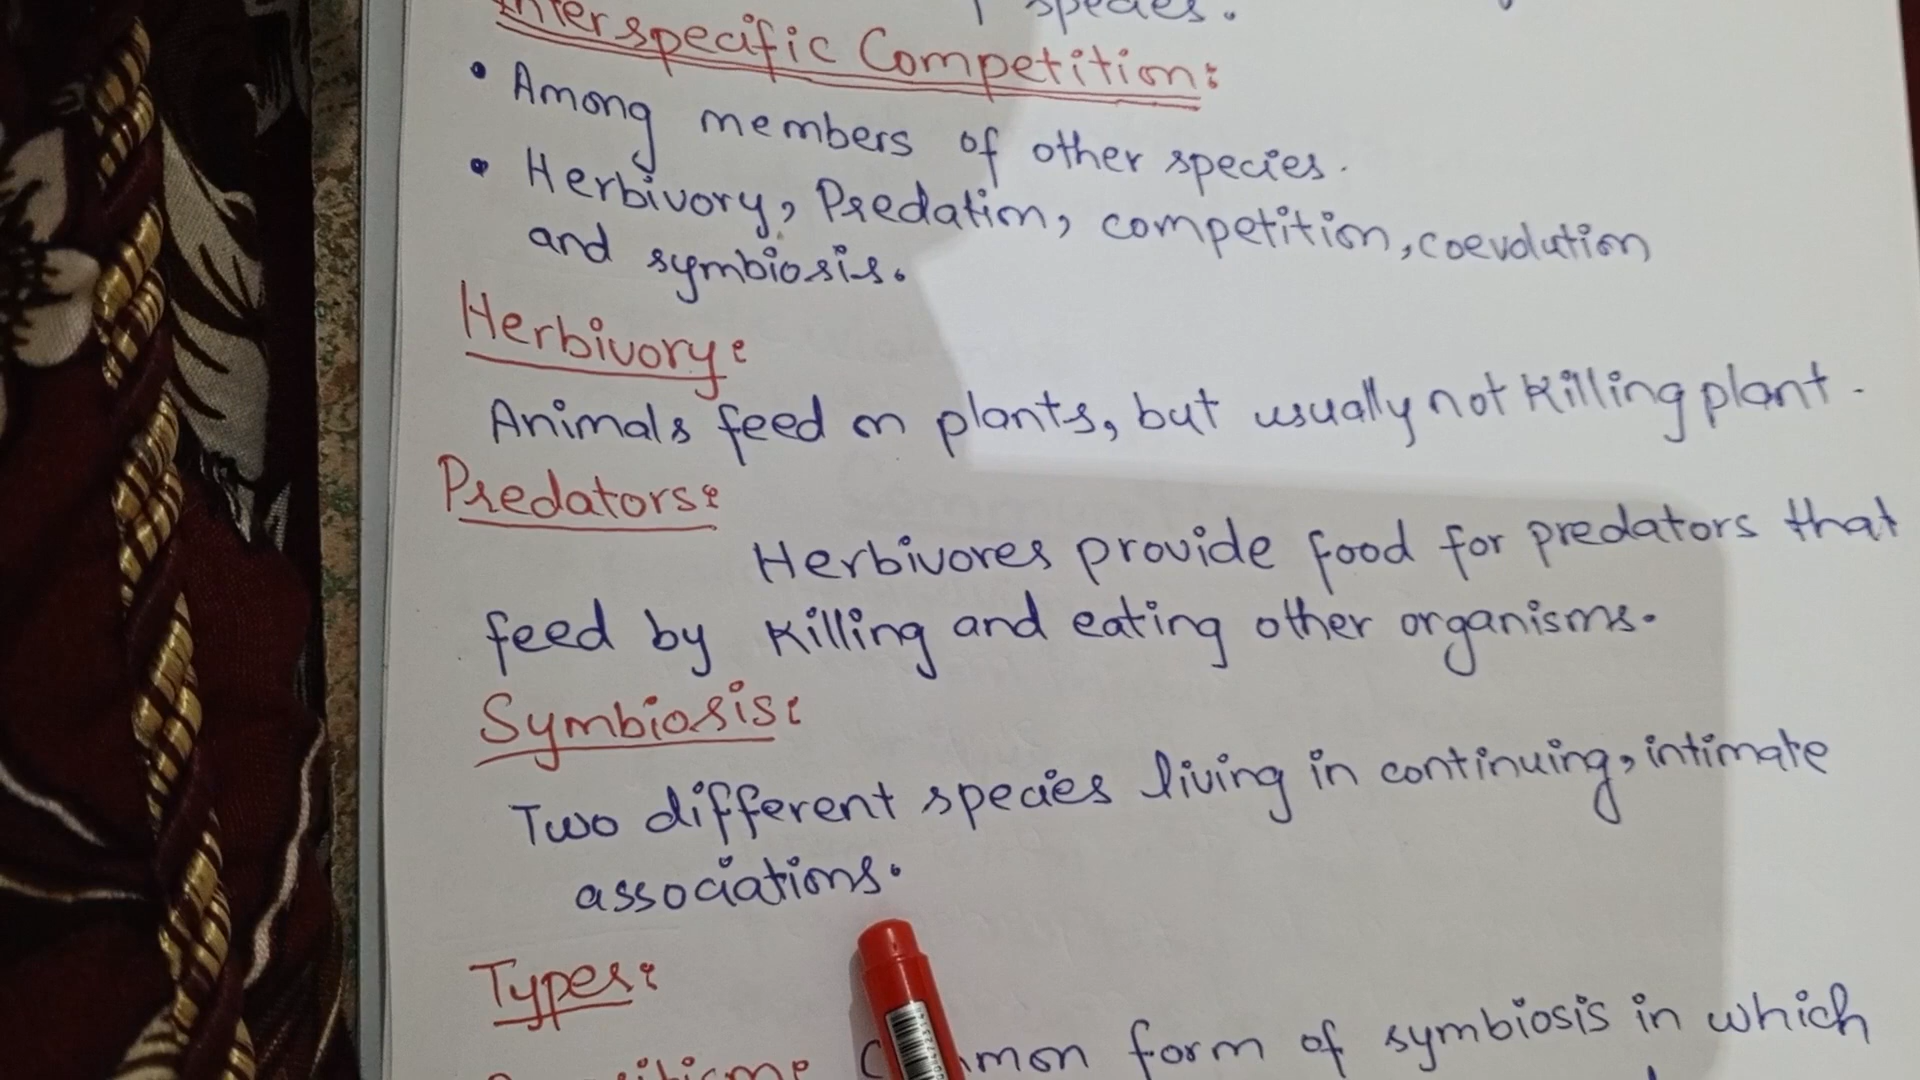 species.
Interspecific Competition:
• Among members of other species.
• Herbivory, Predation, competition, coevolution
and symbiosis.
Herbivory:
Animals feed on plants, but usually not killing plant.
Predators:
Herbivores provide food for predators that
feed by killing and eating other organisms.
Symbiosis:
Two different species living in continuing, intimate
associations.
Types:
form of symbiosis in which